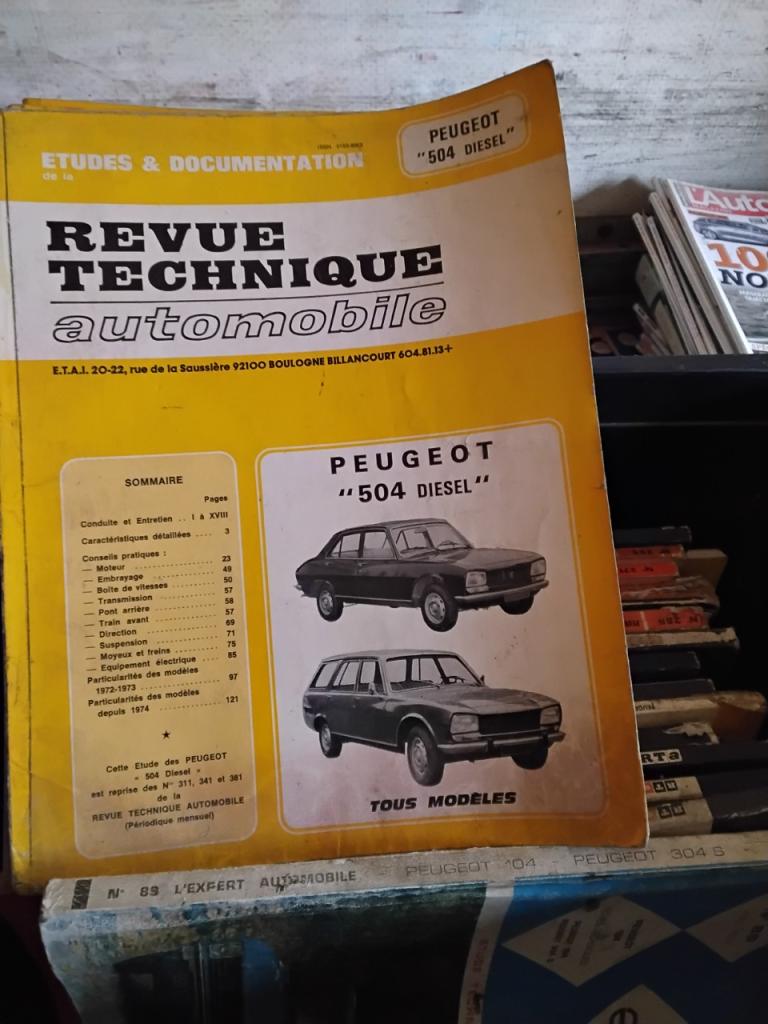 ETUDES & DOCUMENTATION
de la
PEUGEOT
"504 DIESEL"
REVUE
TECHNIQUE
automobile
E.T.A.I. 20-22, rue de la Saussière 92100 BOULOGNE BILLANCOURT 604.81.13+
SOMMAIRE
Pages
Conduite et Entretien .. I à XVIII
Caractéristiques détaillées .... 3
Conseils pratiques :
— Moteur .............. 23
— Embrayage .............. 49
— Boite de vitesses ........ 50
— Transmission ............ 57
— Pont arrière ............ 58
— Train avant ............ 57
— Direction .............. 69
— Suspension ............ 71
— Moyeux et freins ........ 75
— Equipement électrique .... 85
Particularités des modèles
1972-1973 .............. 97
Particularités des modèles
depuis 1974 ............ 121
★
Cette Etude des PEUGEOT
« 504 Diesel »
est reprise des Nos 311, 341 et 381
de la
REVUE TECHNIQUE AUTOMOBILE
(Périodique mensuel)
PEUGEOT
"504 DIESEL"
TOUS MODÈLES
L'Auto
100
NO
N° 89 L'EXPERT AUTOMOBILE PEUGEOT 104 - PEUGEOT 304 S